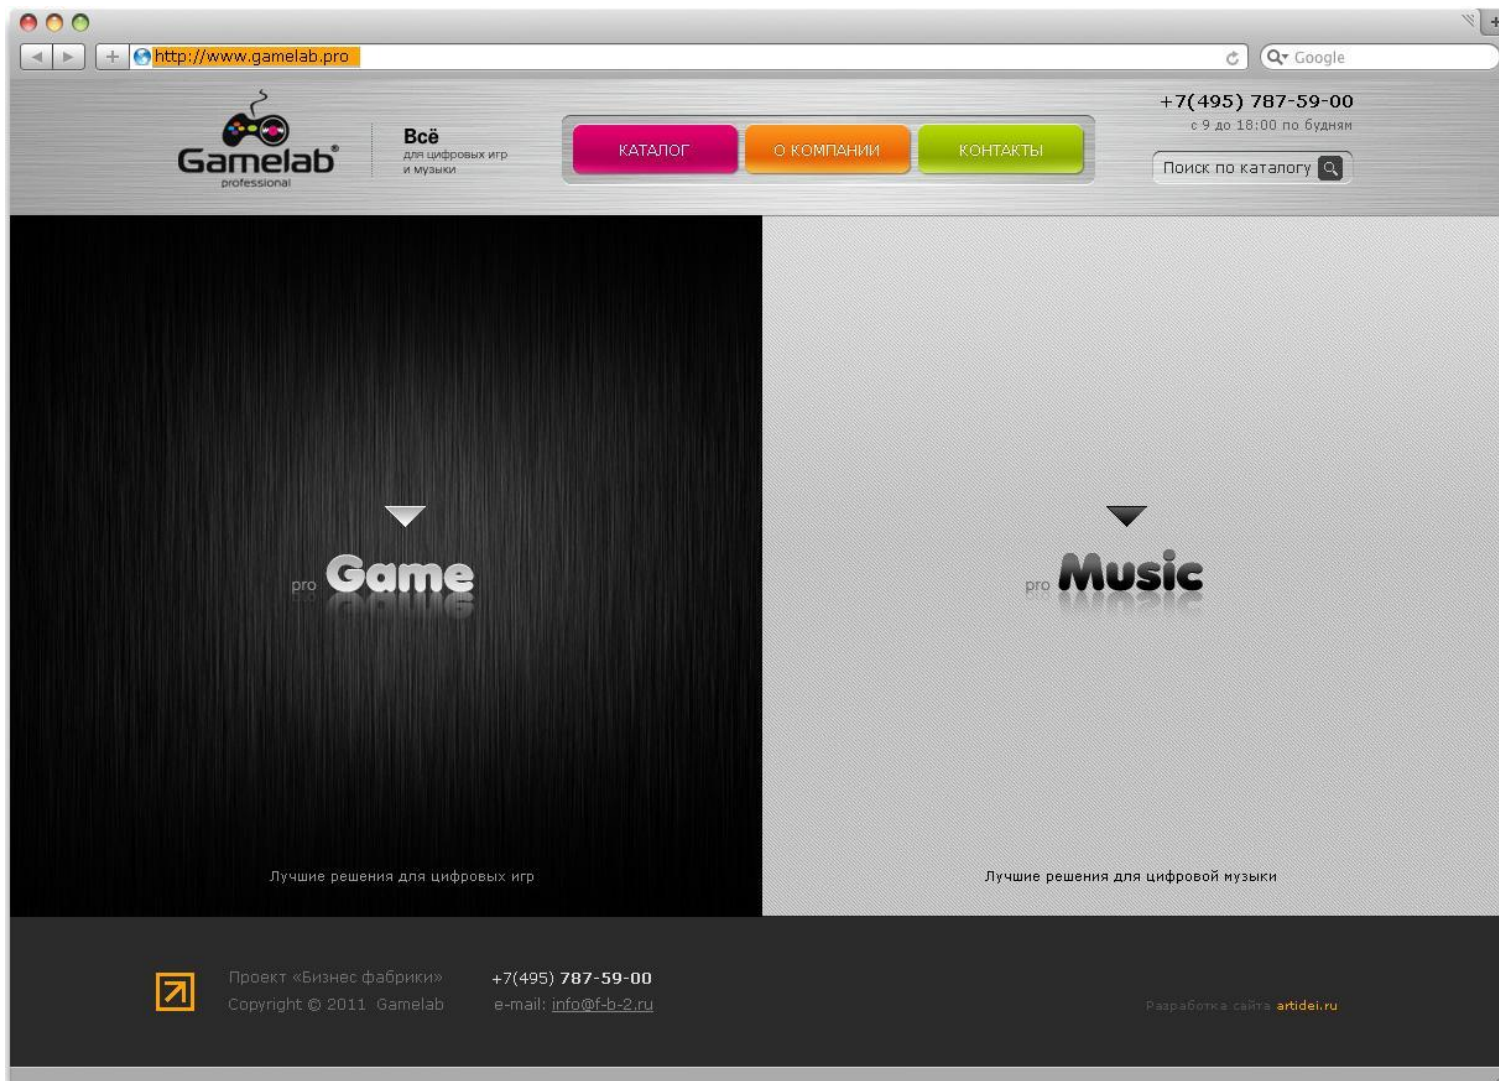 http://www.gamelab.pro
Google
Gamelab®
professional
Всё
для цифровых игр
и музыки
КАТАЛОГ
О КОМПАНИИ
КОНТАКТЫ
+7(495) 787-59-00
с 9 до 18:00 по будням
Поиск по каталогу
pro Game
pro Music
Лучшие решения для цифровых игр
Лучшие решения для цифровой музыки
Проект «Бизнес фабрики»
Copyright © 2011 Gamelab
+7(495) 787-59-00
e-mail: info@f-b-2.ru
Разработка сайта artidei.ru